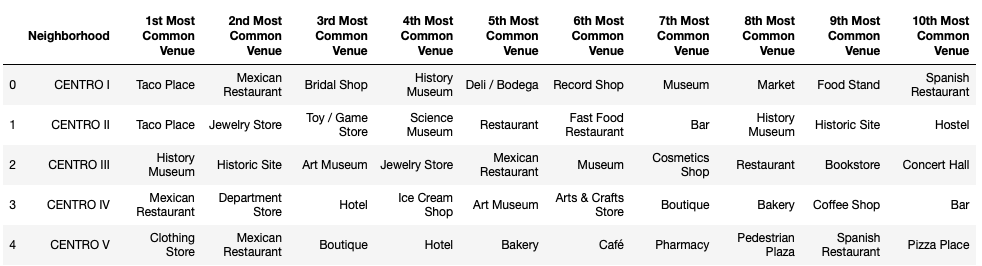 Neighborhood 1st Most Common Venue 2nd Most Common Venue 3rd Most Common Venue 4th Most Common Venue 5th Most Common Venue 6th Most Common Venue 7th Most Common Venue 8th Most Common Venue 9th Most Common Venue 10th Most Common Venue
0 CENTRO I Taco Place Mexican Restaurant Bridal Shop History Museum Deli / Bodega Record Shop Museum Market Food Stand Spanish Restaurant
1 CENTRO II Taco Place Jewelry Store Toy / Game Store Science Museum Restaurant Fast Food Restaurant Bar History Museum Historic Site Hostel
2 CENTRO III History Museum Historic Site Art Museum Jewelry Store Mexican Restaurant Museum Cosmetics Shop Restaurant Bookstore Concert Hall
3 CENTRO IV Mexican Restaurant Department Store Hotel Ice Cream Shop Art Museum Arts & Crafts Store Boutique Bakery Coffee Shop Bar
4 CENTRO V Clothing Store Mexican Restaurant Boutique Hotel Bakery Café Pharmacy Pedestrian Plaza Spanish Restaurant Pizza Place